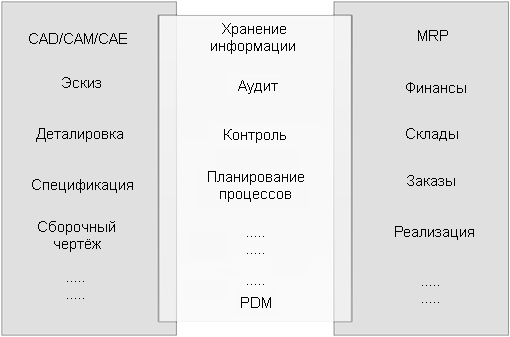 CAD/CAM/CAE
Эскиз
Деталировка
Спецификация
Сборочный
чертёж
.....
.....
Хранение
информации
Аудит
Контроль
Планирование
процессов
.....
.....
.....
PDM
MRP
Финансы
Склады
Заказы
Реализация
.....
.....